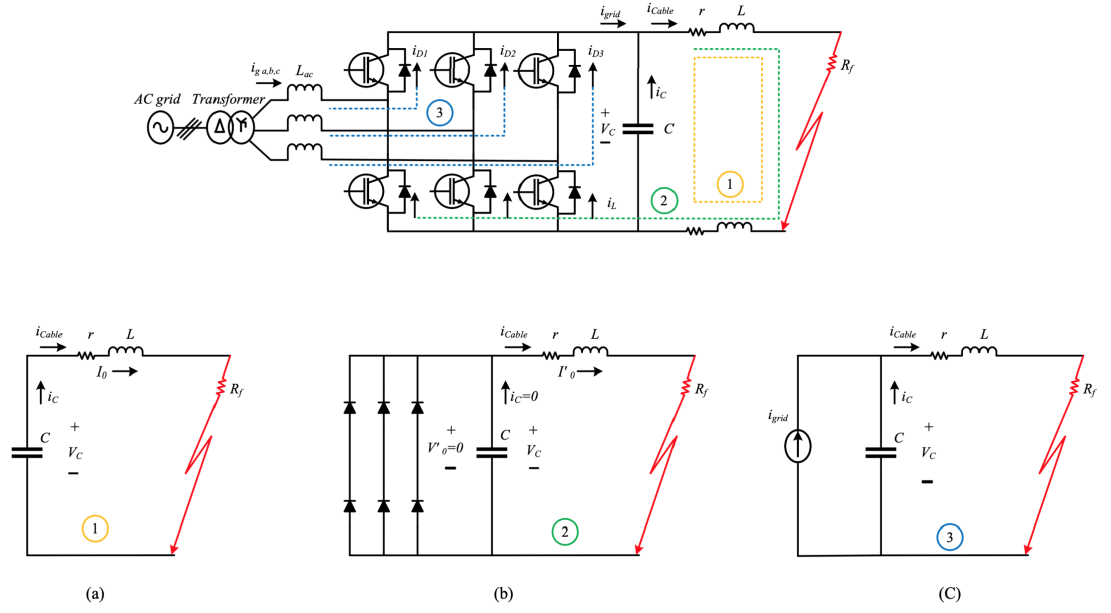 i_grid i_Cable r L
i_D1 i_D2 i_D3
R_f
i_g a,b,c L_ac
AC grid Transformer
Δ
3
i_C
+
V_C C
−
1
i_L 2
i_Cable r L
I_0
i_C
R_f
C +
V_C
−
1
(a)
i_Cable r L
I'_0
i_C=0
R_f
+ C +
V'_0=0 V_C
− −
2
(b)
i_Cable r L
i_C
R_f
i_grid
C +
V_C
−
3
(C)